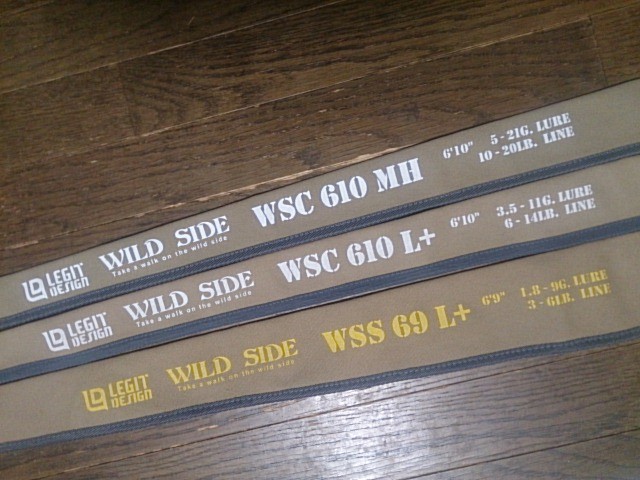 LEGIT DESIGN WILD SIDE WSC 610 MH 6'10" 5-21G. LURE
Take a walk on the wild side 10-20LB. LINE
LEGIT DESIGN WILD SIDE WSC 610 L+ 6'10" 3.5-11G. LURE
Take a walk on the wild side 6-14LB. LINE
LEGIT DESIGN WILD SIDE WSS 69 L+ 6'9" 1.8-9G. LURE
Take a walk on the wild side 3-6LB. LINE